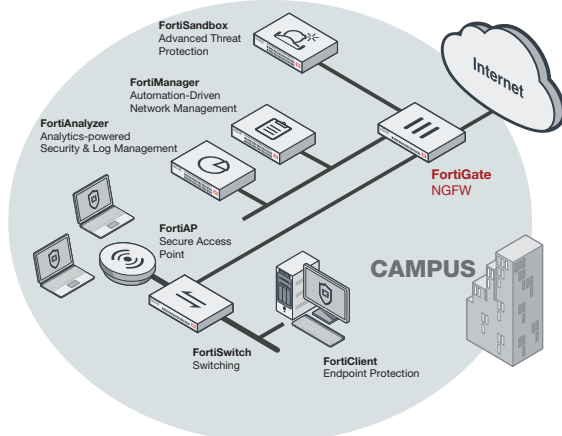 FortiSandbox
Advanced Threat
Protection
FortiManager
Automation-Driven
Network Management
FortiAnalyzer
Analytics-powered
Security & Log Management
Internet
FortiGate
NGFW
FortiAP
Secure Access
Point
CAMPUS
FortiSwitch
Switching
FortiClient
Endpoint Protection